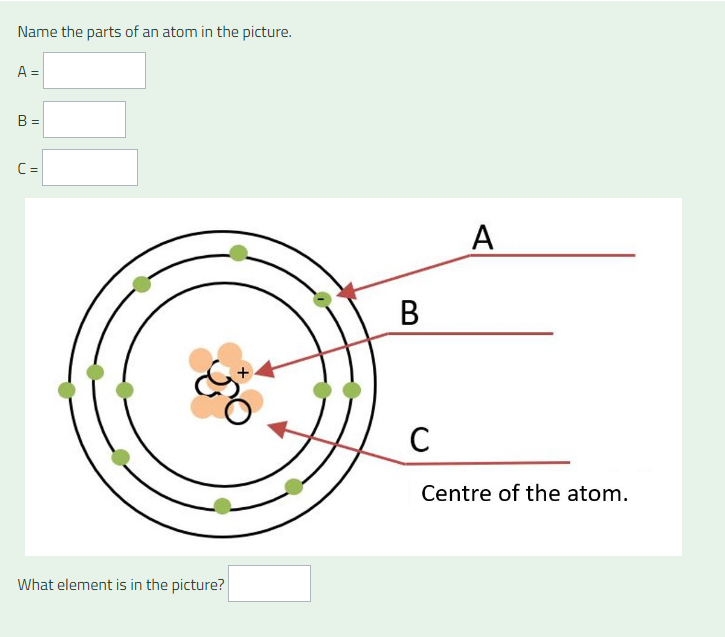 Name the parts of an atom in the picture.
A =
B =
C =
A
-
B
+
C
Centre of the atom.
What element is in the picture?